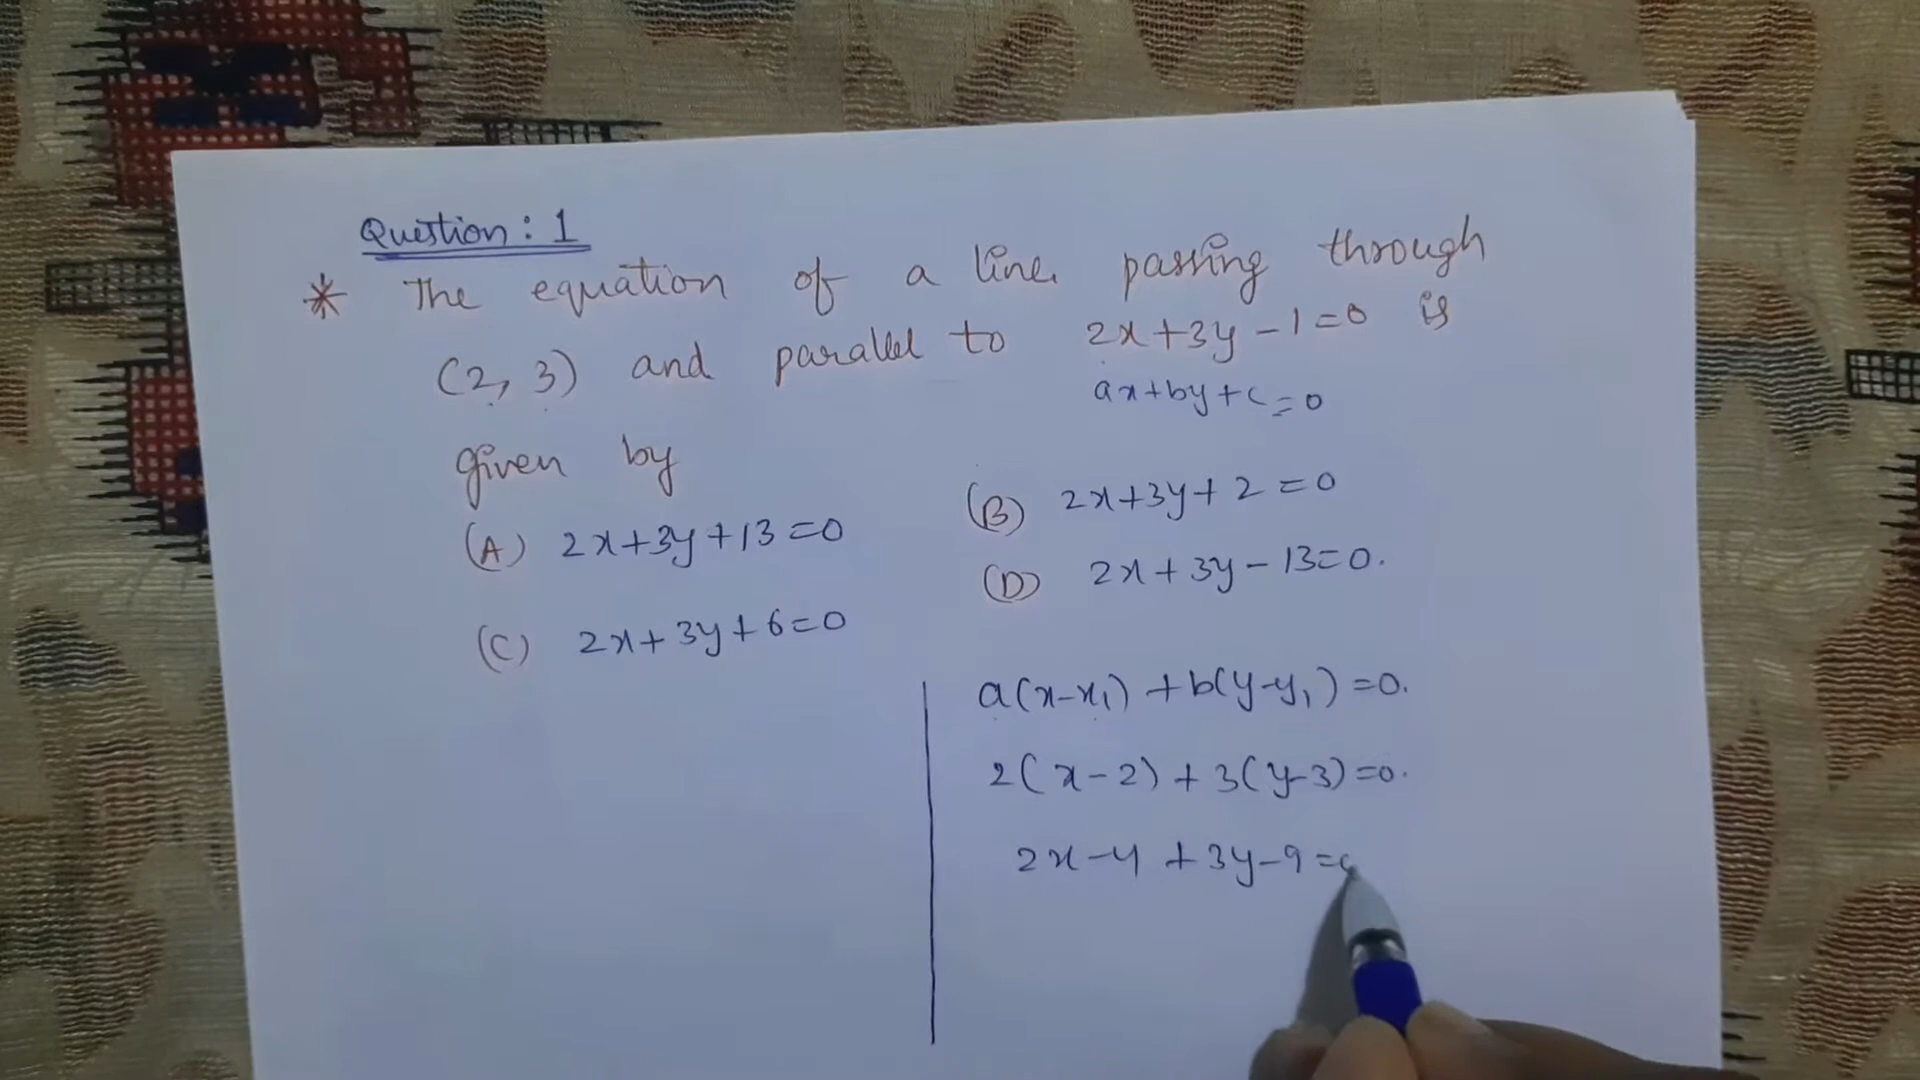 Question : 1
* The equation of a line passing through
(2, 3) and parallel to 2x+3y-1=0 is
ax+by+c=0
given by
(A) 2x+3y+13=0
(B) 2x+3y+2=0
(C) 2x+3y+6=0
(D) 2x+3y-13=0.
a(x-x₁)+b(y-y₁)=0.
2(x-2)+3(y-3)=0.
2x-4+3y-9=